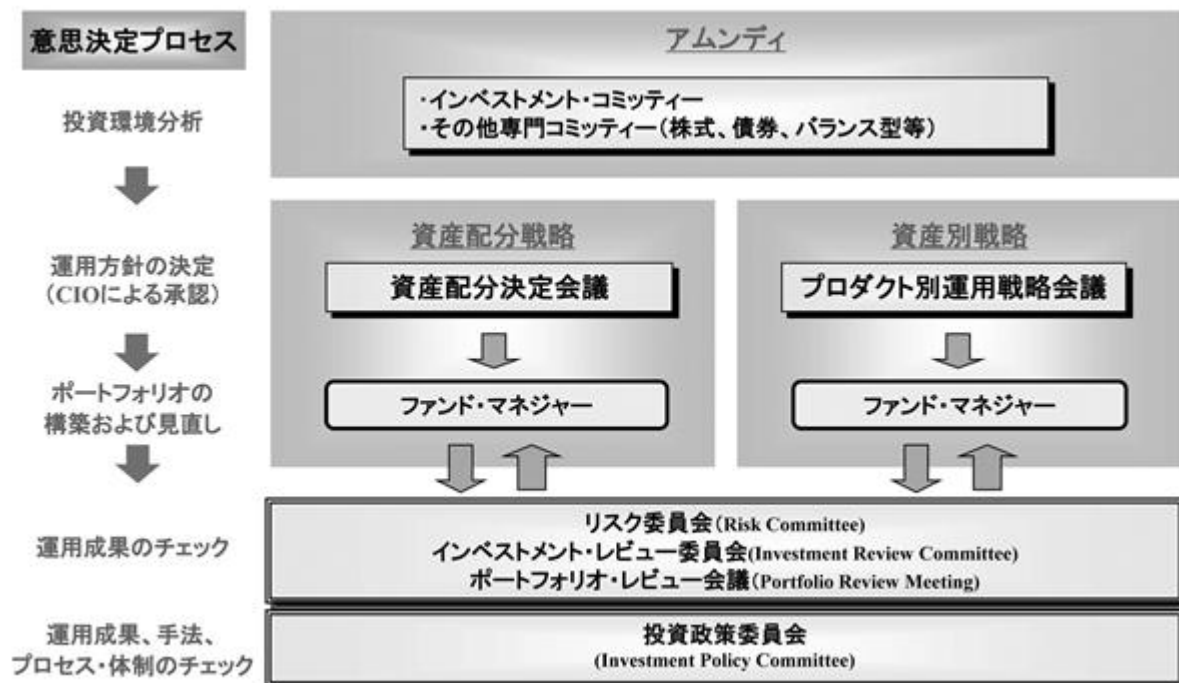 意思決定プロセス
アムンディ
投資環境分析
・インベストメント・コミッティー
・その他専門コミッティー（株式、債券、バランス型等）
運用方針の決定
（CIOによる承認）
資産配分戦略
資産配分決定会議
資産別戦略
プロダクト別運用戦略会議
ポートフォリオの
構築および見直し
ファンド・マネジャー
ファンド・マネジャー
運用成果のチェック
リスク委員会(Risk Committee)
インベストメント・レビュー委員会(Investment Review Committee)
ポートフォリオ・レビュー会議(Portfolio Review Meeting)
運用成果、手法、
プロセス・体制のチェック
投資政策委員会
(Investment Policy Committee)